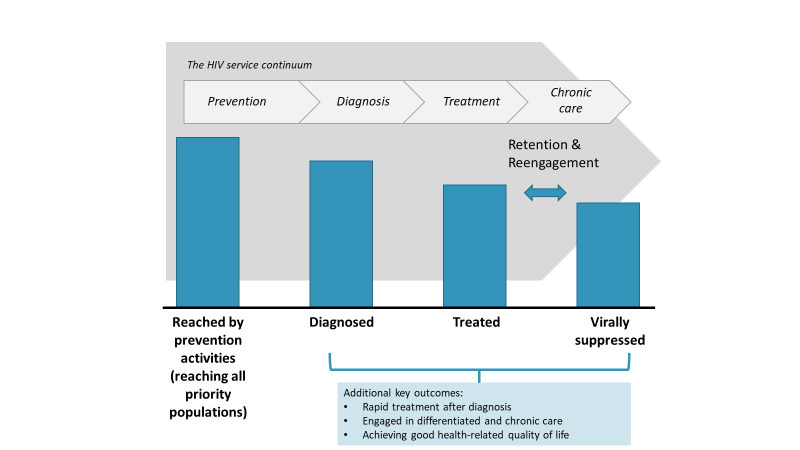 The HIV service continuum
Prevention
Diagnosis
Treatment
Chronic
care
Retention &
Reengagement
Reached by
prevention
activities
(reaching all
priority
populations)
Diagnosed
Treated
Virally
suppressed
Additional key outcomes:
• Rapid treatment after diagnosis
• Engaged in differentiated and chronic care
• Achieving good health-related quality of life